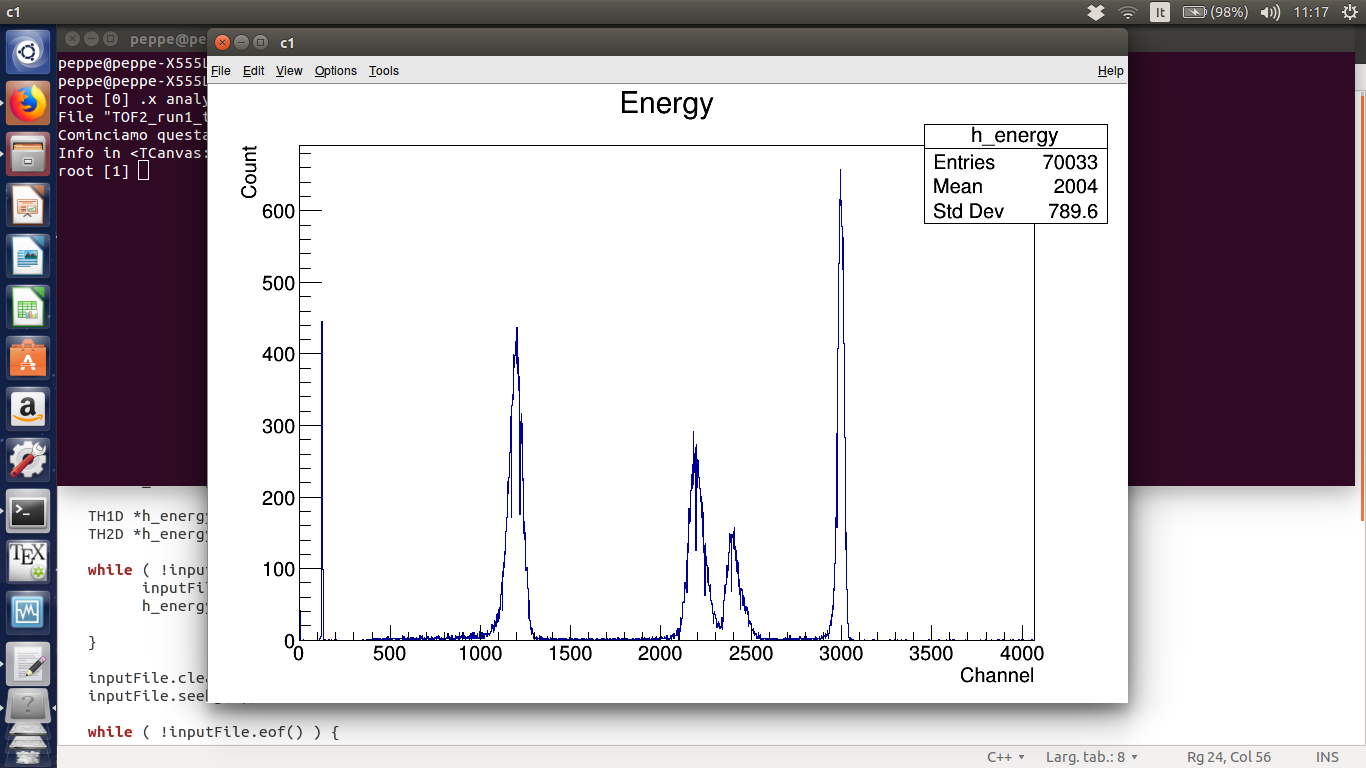 c1
It
(98%)
11:17
peppe@pe
c1
peppe@peppe-X555L
peppe@peppe-X555L
root [0] .x analy
File "TOF2_run1_t
Cominciamo questa
Info in <TCanvas:
root [1]
File Edit View Options Tools Help
Energy
h_energy
Entries 70033
Mean 2004
Std Dev 789.6
Count
600
500
400
300
200
100
0
0 500 1000 1500 2000 2500 3000 3500 4000
Channel
TH1D *h_energy
TH2D *h_energy
while ( !inpu
inputFil
h_energy
}
inputFile.clea
inputFile.see
while ( !inputFile.eof() ) {
C++
Larg. tab.: 8
Rg 24, Col 56
INS
A
a
TEX
?